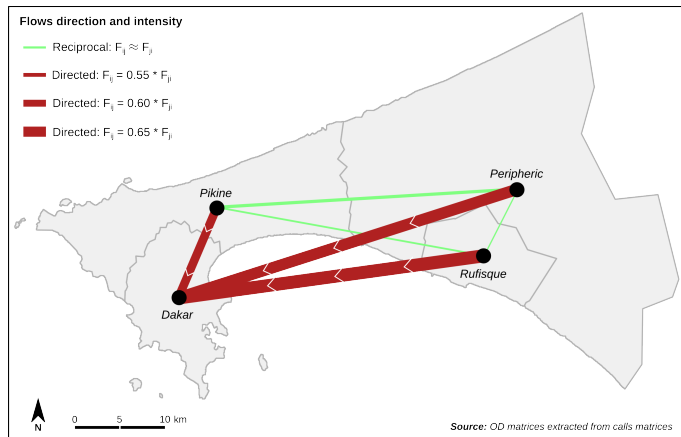 Flows direction and intensity
Reciprocal: Fij ≈ Fji
Directed: Fij = 0.55 * Fji
Directed: Fij = 0.60 * Fji
Directed: Fij = 0.65 * Fji
Peripheric
Pikine
Rufisque
Dakar
N
0 5 10 km
Source: OD matrices extracted from calls matrices